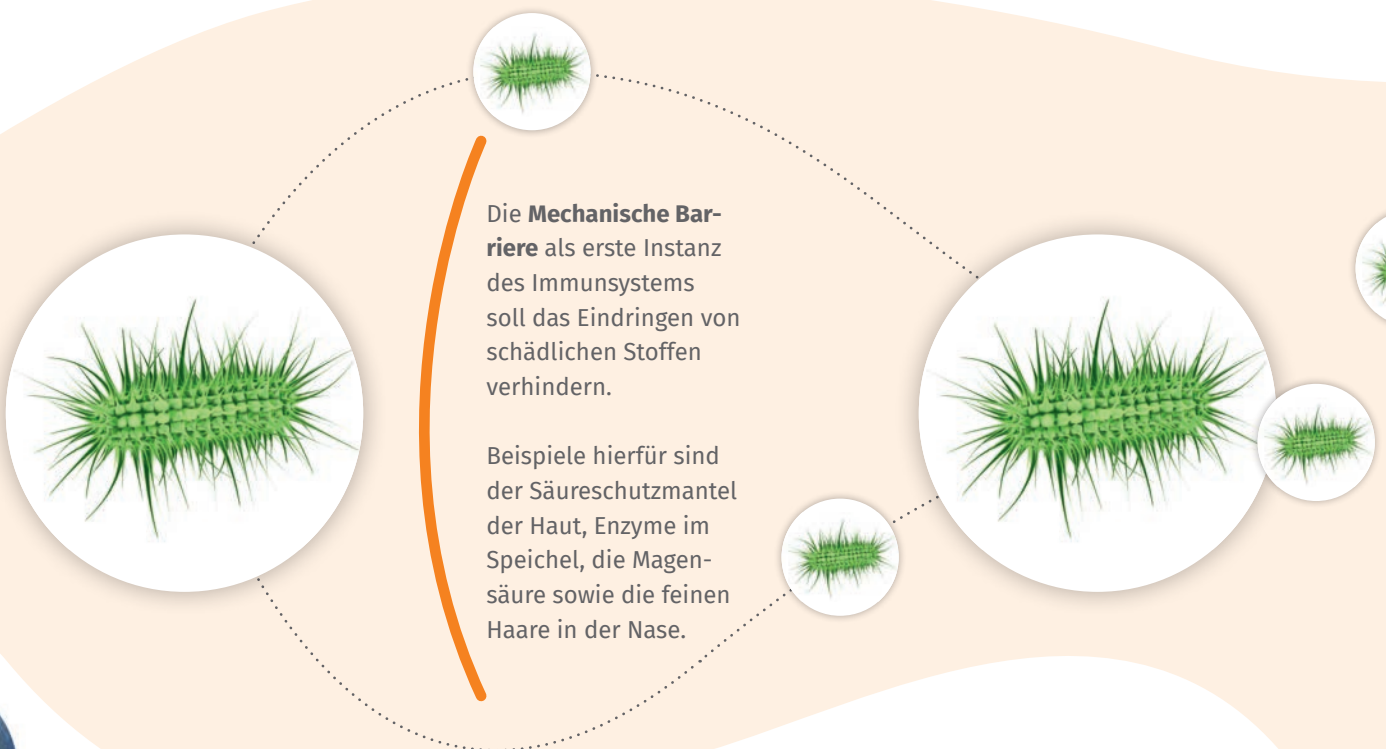 Die Mechanische Bar-
riere als erste Instanz
des Immunsystems
soll das Eindringen von
schädlichen Stoffen
verhindern.
Beispiele hierfür sind
der Säureschutzmantel
der Haut, Enzyme im
Speichel, die Magen-
säure sowie die feinen
Haare in der Nase.